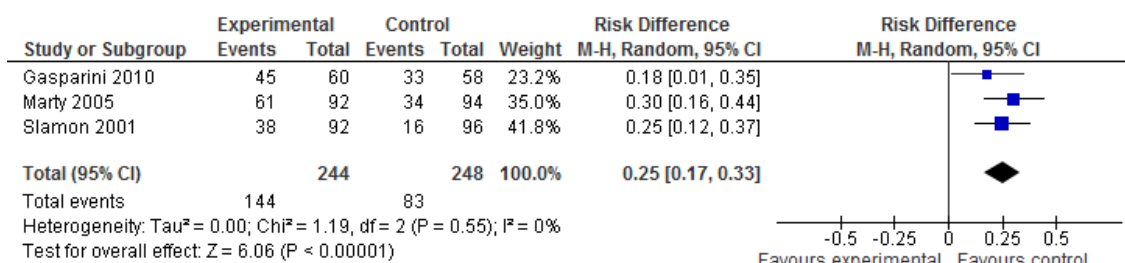 Experimental Control Risk Difference Risk Difference
Study or Subgroup Events Total Events Total Weight M-H, Random, 95% CI M-H, Random, 95% CI
Gasparini 2010 45 60 33 58 23.2% 0.18 [0.01, 0.35]
Marty 2005 61 92 34 94 35.0% 0.30 [0.16, 0.44]
Slamon 2001 38 92 16 96 41.8% 0.25 [0.12, 0.37]
Total (95% CI) 244 248 100.0% 0.25 [0.17, 0.33]
Total events 144 83
Heterogeneity: Tau² = 0.00; Chi² = 1.19, df = 2 (P = 0.55); I² = 0%
Test for overall effect: Z = 6.06 (P < 0.00001)
-0.5 -0.25 0 0.25 0.5
Favours experimental Favours control